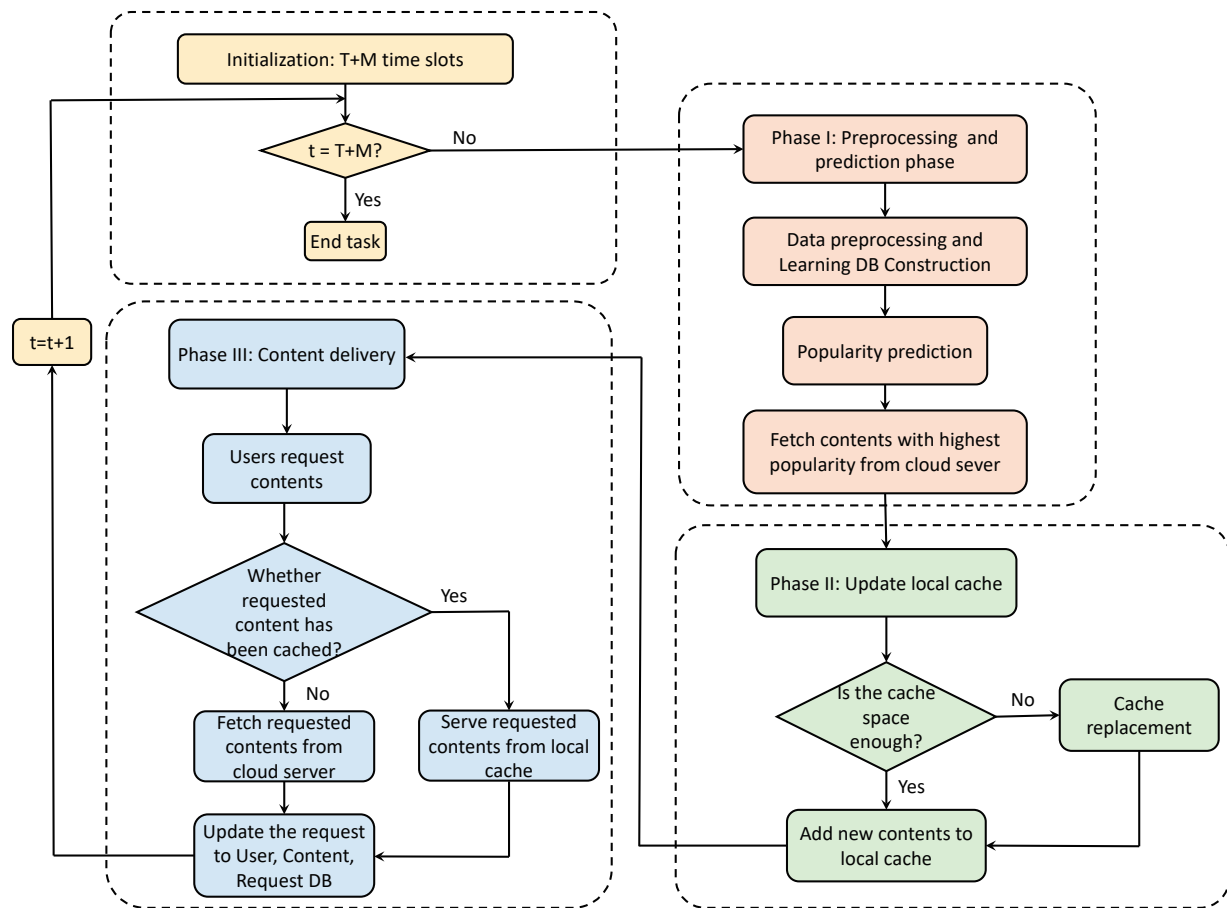 Initialization: T+M time slots
t = T+M?
No
Yes
End task
t=t+1
Phase I: Preprocessing and
prediction phase
Data preprocessing and
Learning DB Construction
Popularity prediction
Fetch contents with highest
popularity from cloud sever
Phase II: Update local cache
Is the cache
space
enough?
No
Cache
replacement
Yes
Add new contents to
local cache
Phase III: Content delivery
Users request
contents
Whether
requested
content has
been cached?
Yes
No
Fetch requested
contents from
cloud server
Serve requested
contents from local
cache
Update the request
to User, Content,
Request DB